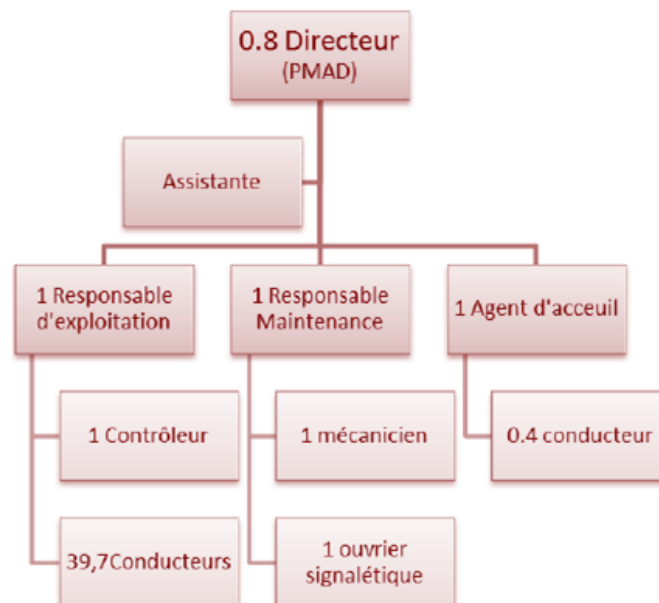 0.8 Directeur
(PMAD)
Assistante
1 Responsable
d'exploitation
1 Responsable
Maintenance
1 Agent d'acceuil
1 Contrôleur
1 mécanicien
0.4 conducteur
39,7Conducteurs
1 ouvrier
signalétique